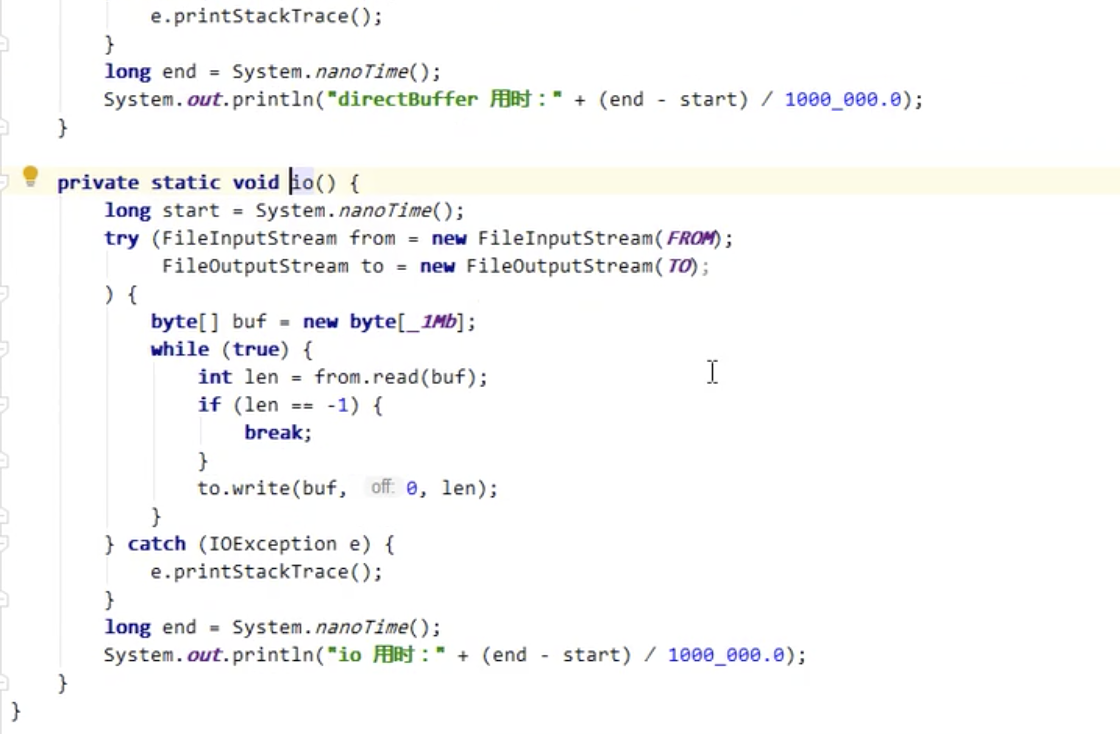 e.printStackTrace();
        }
        long end = System.nanoTime();
        System.out.println("directBuffer 用时：" + (end - start) / 1000_000.0);
    }
    private static void io() {
        long start = System.nanoTime();
        try (FileInputStream from = new FileInputStream(FROM);
             FileOutputStream to = new FileOutputStream(TO);
        ) {
            byte[] buf = new byte[_1Mb];
            while (true) {
                int len = from.read(buf);
                if (len == -1) {
                    break;
                }
                to.write(buf, off: 0, len);
            }
        } catch (IOException e) {
            e.printStackTrace();
        }
        long end = System.nanoTime();
        System.out.println("io 用时：" + (end - start) / 1000_000.0);
    }
}